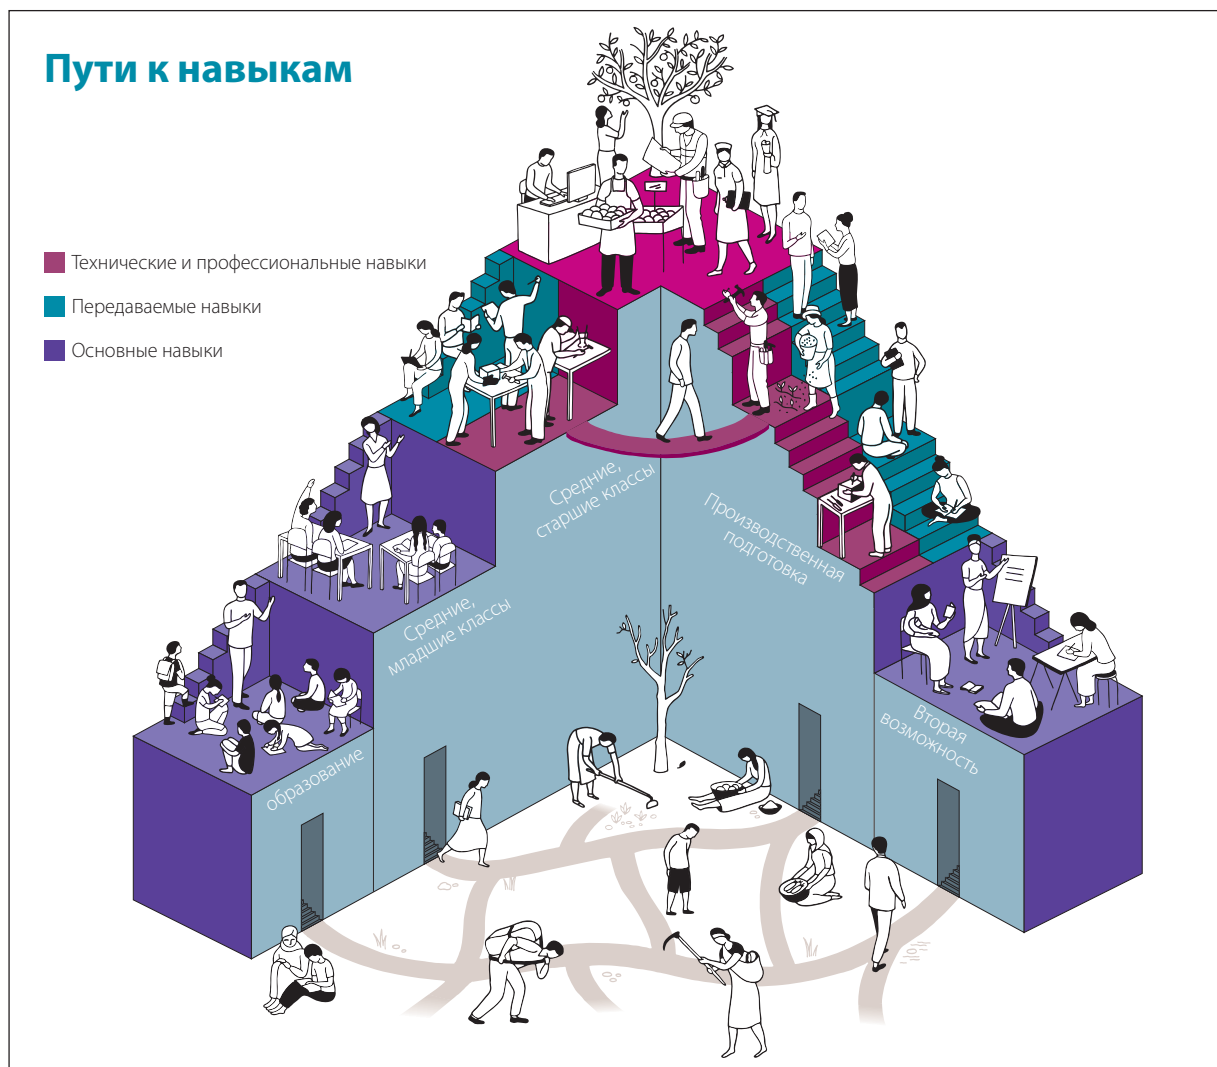 Пути к навыкам
Технические и профессиональные навыки
Передаваемые навыки
Основные навыки
Средние,
старшие классы
Производственная
подготовка
Средние,
младшие классы
Вторая
возможность
образование